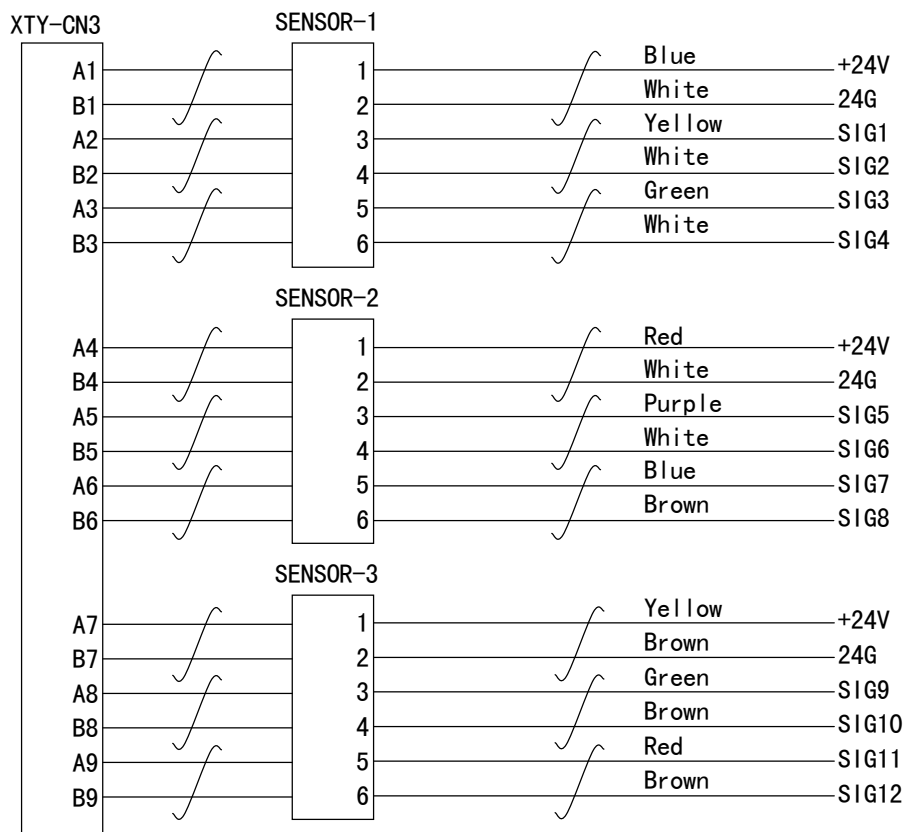 XTY-CN3 SENSOR-1
A1 1 Blue +24V
B1 2 White 24G
A2 3 Yellow SIG1
B2 4 White SIG2
A3 5 Green SIG3
B3 6 White SIG4
SENSOR-2
A4 1 Red +24V
B4 2 White 24G
A5 3 Purple SIG5
B5 4 White SIG6
A6 5 Blue SIG7
B6 6 Brown SIG8
SENSOR-3
A7 1 Yellow +24V
B7 2 Brown 24G
A8 3 Green SIG9
B8 4 Brown SIG10
A9 5 Red SIG11
B9 6 Brown SIG12